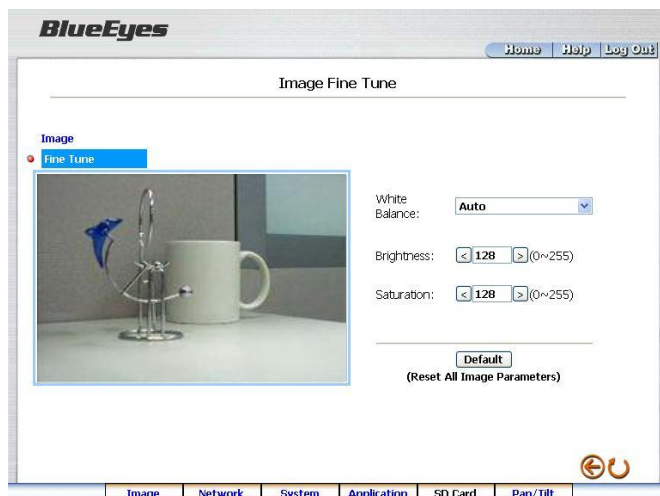 BlueEyes
Home Help Log Out
Image Fine Tune
Image
Fine Tune
White Balance: Auto
Brightness: < 128 > (0~255)
Saturation: < 128 > (0~255)
Default
(Reset All Image Parameters)
Image Network System Application SD Card Pan/Tilt